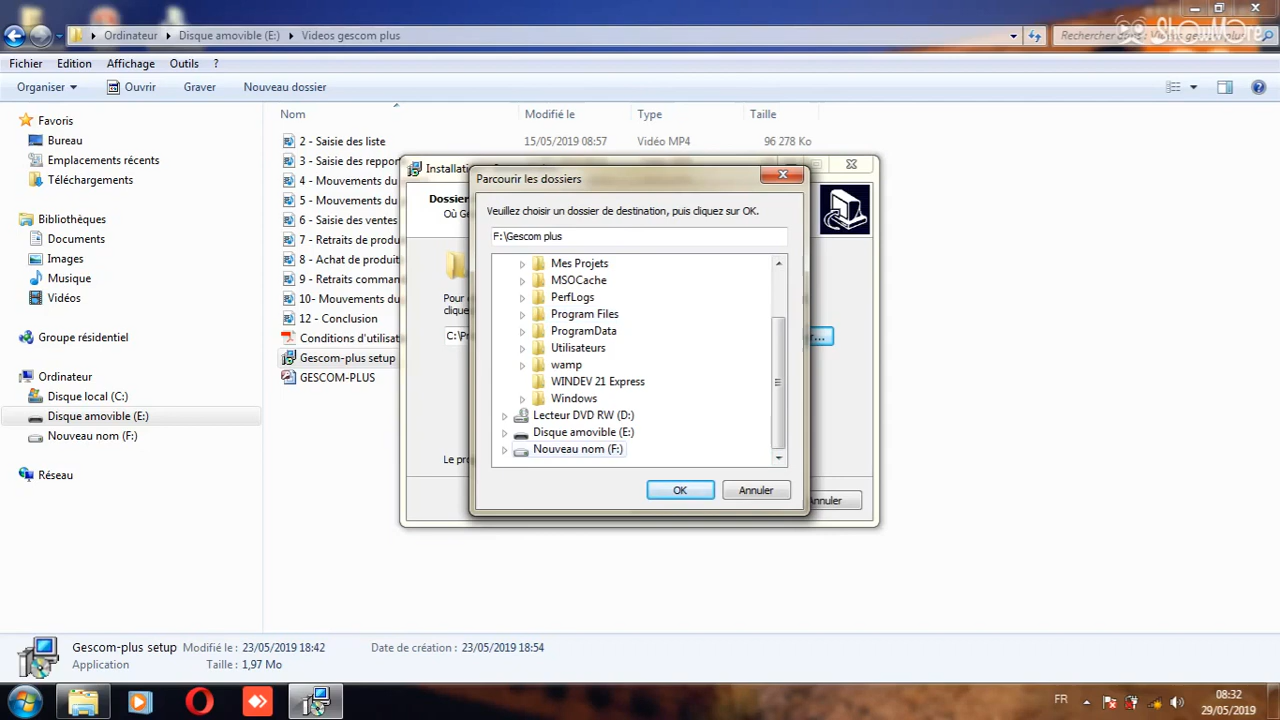 ShowMore
Ordinateur
Disque amovible (E:)
Videos gescom plus
Fichier
Edition
Affichage
Outils
?
Organiser
Ouvrir
Graver
Nouveau dossier
Favoris
Bureau
Emplacements récents
Téléchargements
Bibliothèques
Documents
Images
Musique
Vidéos
Groupe résidentiel
Ordinateur
Disque local (C:)
Disque amovible (E:)
Nouveau nom (F:)
Réseau
Nom
Modifié le
Type
Taille
2 - Saisie des liste
15/05/2019 08:57
Vidéo MP4
96 278 Ko
3 - Saisie des reppor
4 - Mouvements du
5 - Mouvements du
6 - Saisie des ventes
7 - Retraits de produ
8 - Achat de produit
9 - Retraits comman
10- Mouvements du
12 - Conclusion
Conditions d'utilisat
Gescom-plus setup
GESCOM-PLUS
Installation
Dossier
Où Ge
Pour
clique
C:\Pr
Le pro
Annuler
Parcourir les dossiers
Veuillez choisir un dossier de destination, puis cliquez sur OK.
F:\Gescom plus
Mes Projets
MSOCache
PerfLogs
Program Files
ProgramData
Utilisateurs
wamp
WINDEV 21 Express
Windows
Lecteur DVD RW (D:)
Disque amovible (E:)
Nouveau nom (F:)
OK
Annuler
Gescom-plus setup
Modifié le : 23/05/2019 18:42
Date de création : 23/05/2019 18:54
Application
Taille : 1,97 Mo
FR
08:32
29/05/2019